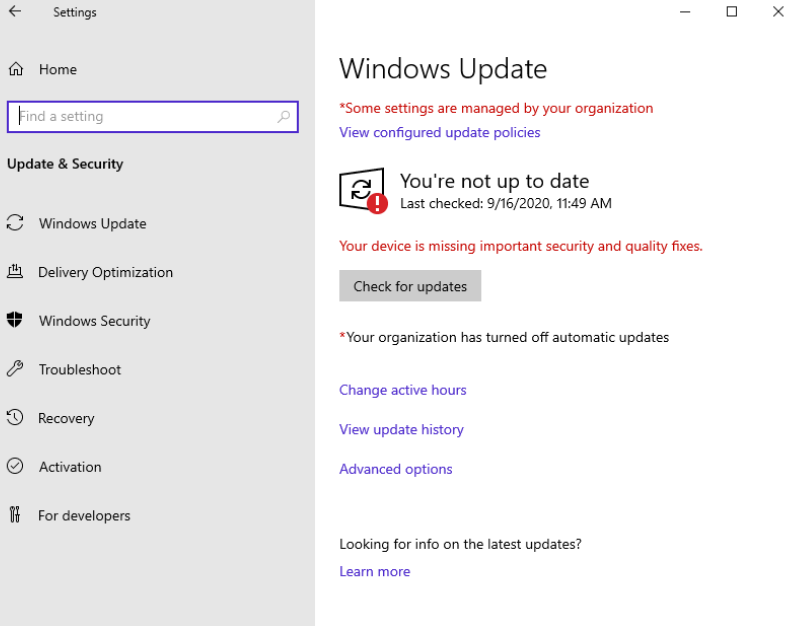 Settings
Home
Find a setting
Update & Security
Windows Update
Delivery Optimization
Windows Security
Troubleshoot
Recovery
Activation
For developers
Windows Update
*Some settings are managed by your organization
View configured update policies
You're not up to date
Last checked: 9/16/2020, 11:49 AM
Your device is missing important security and quality fixes.
Check for updates
*Your organization has turned off automatic updates
Change active hours
View update history
Advanced options
Looking for info on the latest updates?
Learn more